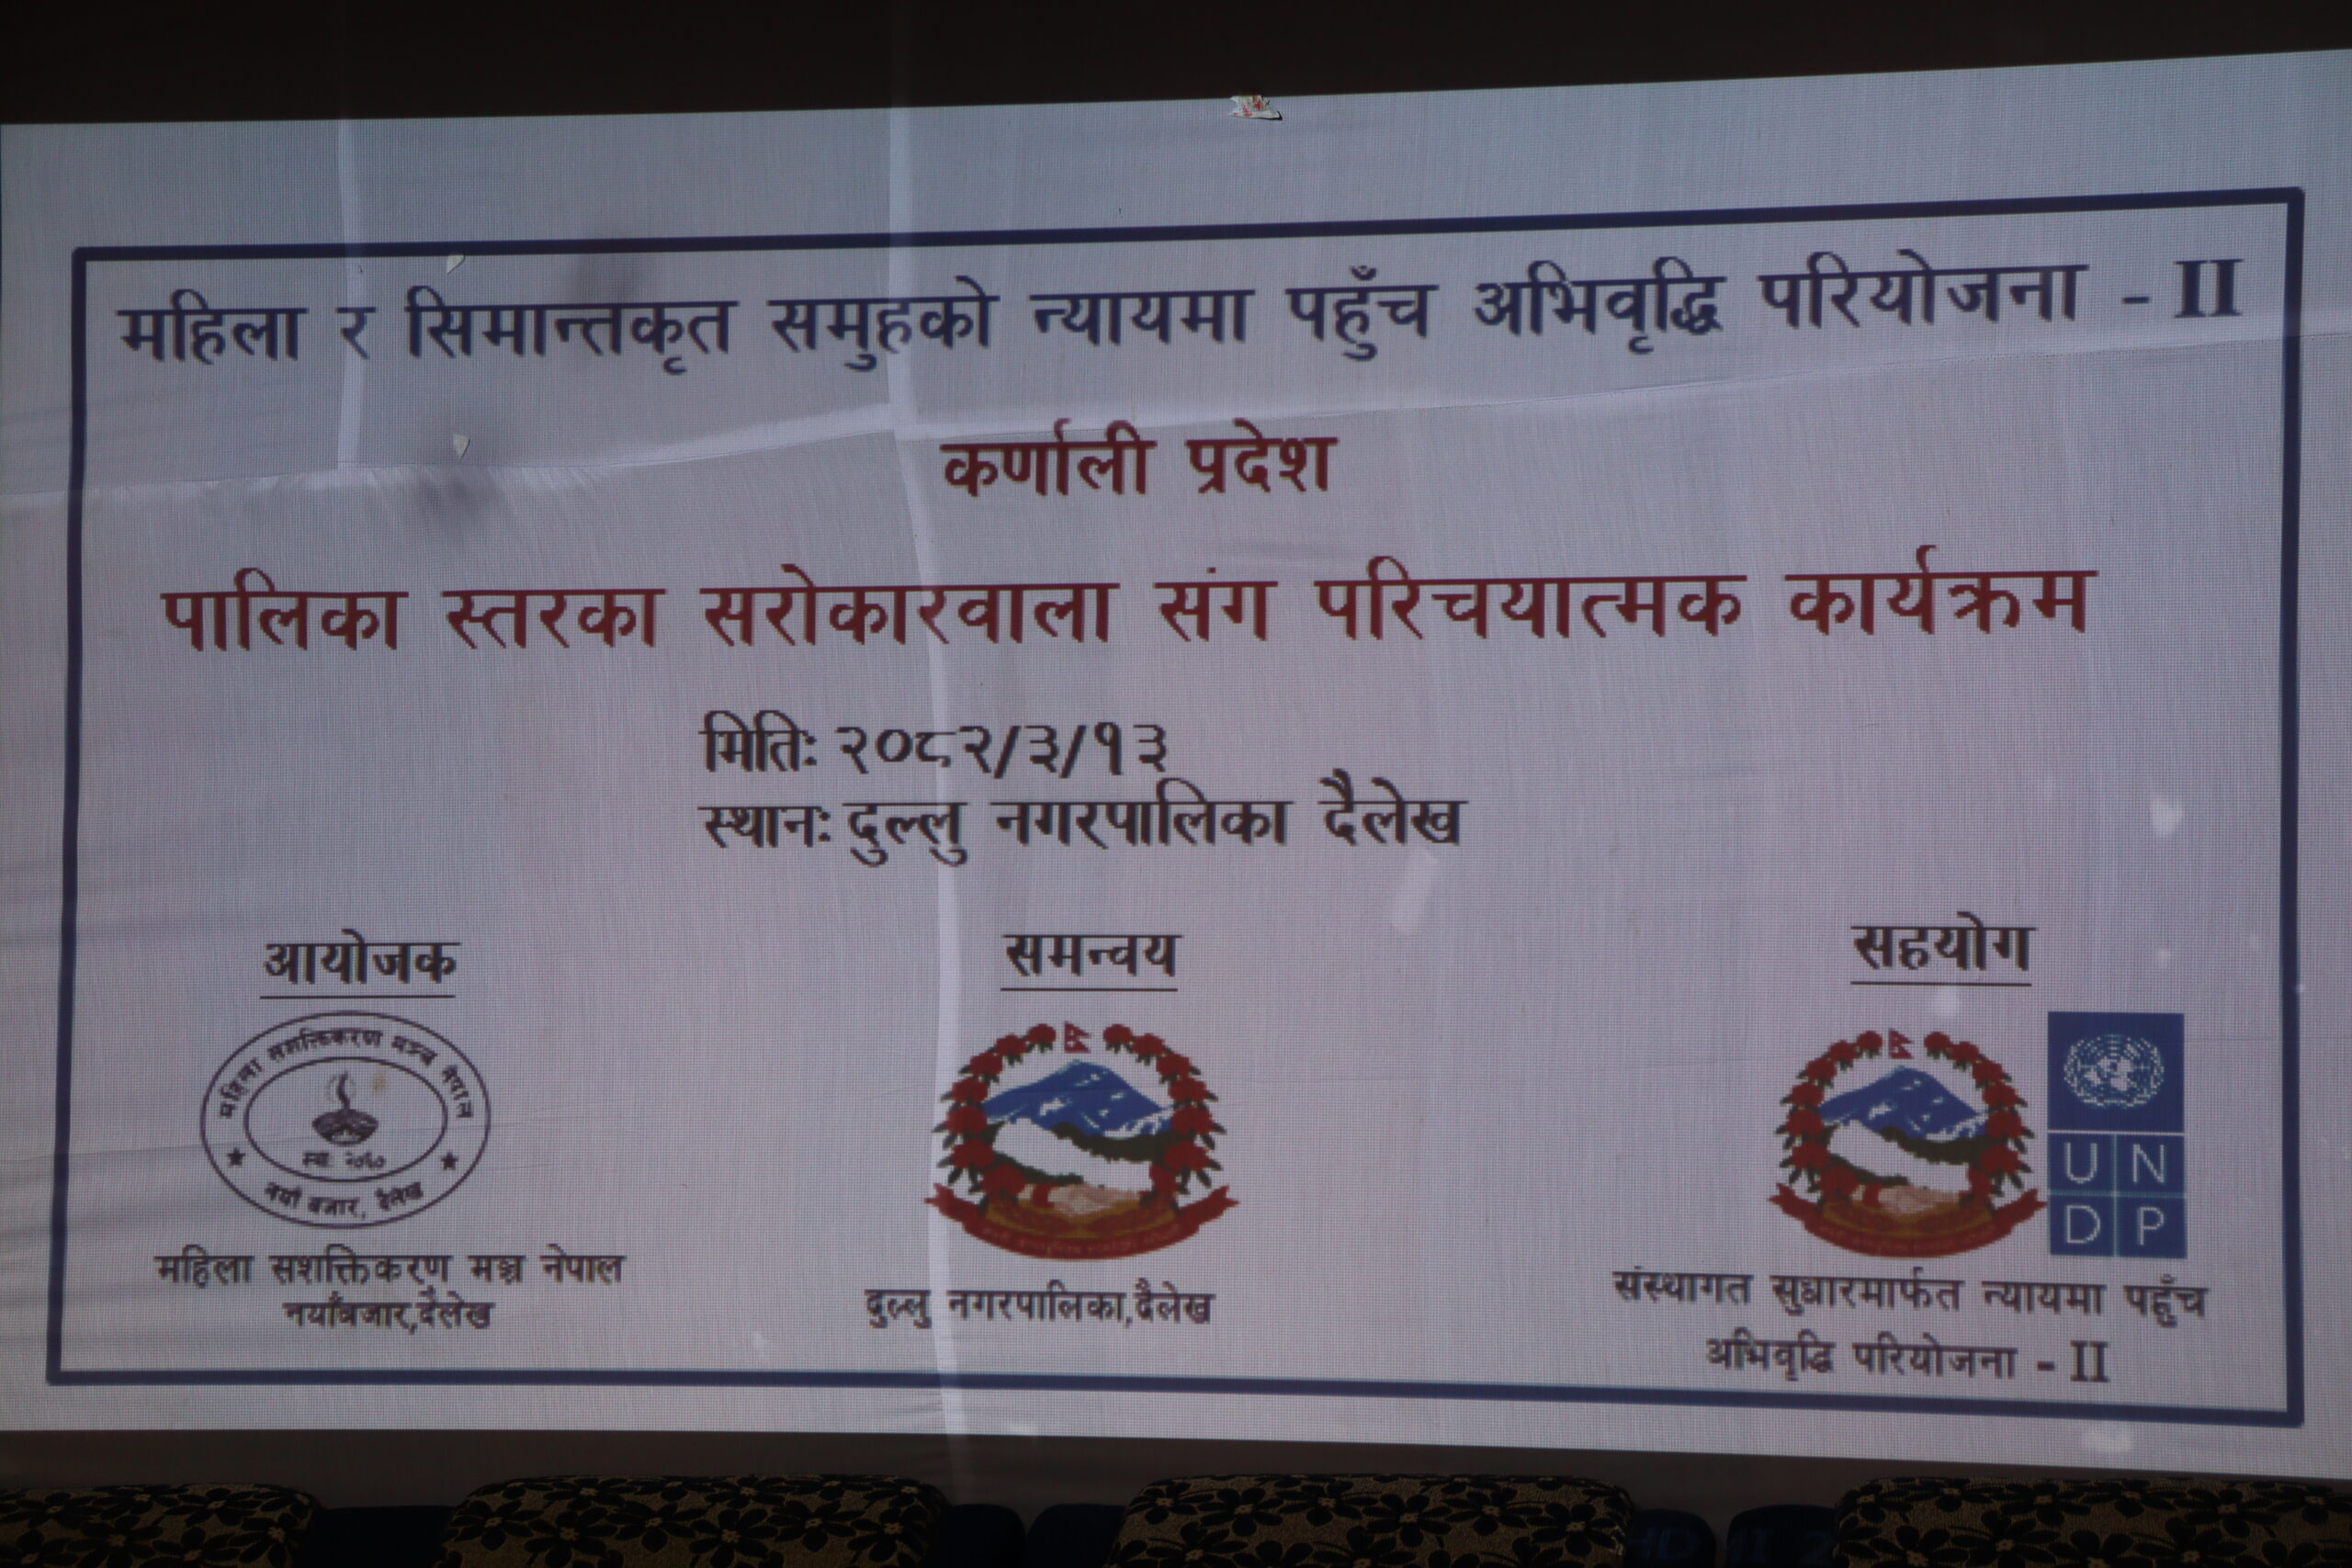 महिला र सिमान्तकृत समुहको न्यायमा पहुँच अभिवृद्धि परियोजना - II
कर्णाली प्रदेश
पालिका स्तरका सरोकारवाला संग परिचयात्मक कार्यक्रम
मितिः २०८२/३/१३
स्थानः दुल्लु नगरपालिका दैलेख
आयोजक
महिला सशक्तिकरण मञ्च नेपाल
नयाँ बजार, दैलेख
महिला सशक्तिकरण मञ्च नेपाल
नयाँबजार,दैलेख
समन्वय
दुल्लु नगरपालिका,दैलेख
सहयोग
U N
D P
संस्थागत सुधारमार्फत न्यायमा पहुँच
अभिवृद्धि परियोजना - II